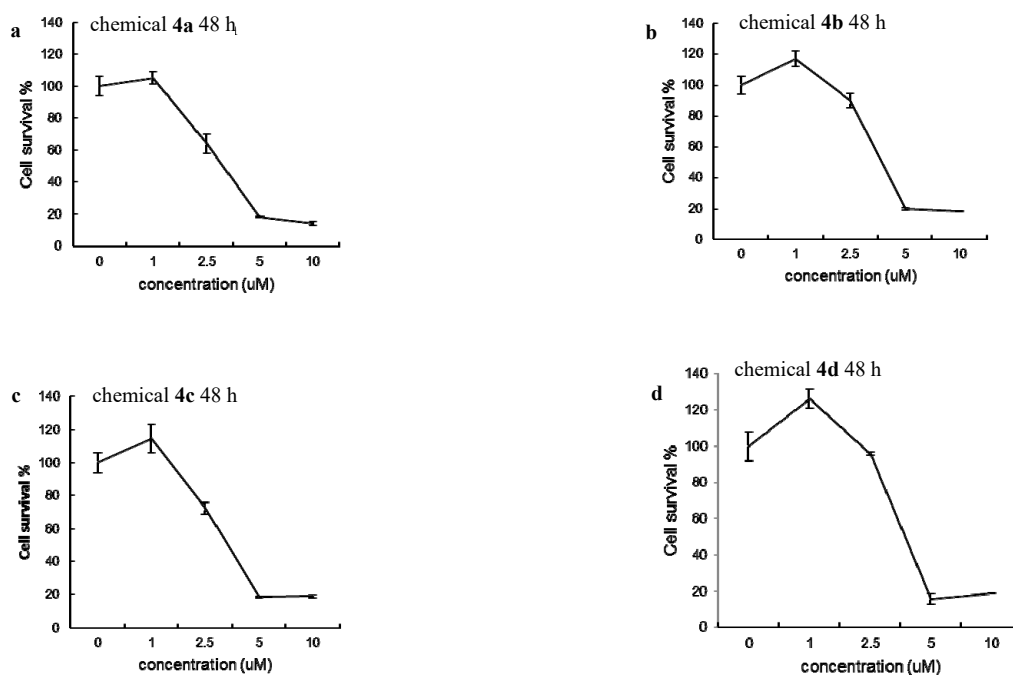 a
chemical 4a 48 h
Cell survival %
140
120
100
80
60
40
20
0
0 1 2.5 5 10
concentration (uM)
b
chemical 4b 48 h
Cell survival %
140
120
100
80
60
40
20
0
0 1 2.5 5 10
concentration (uM)
c
chemical 4c 48 h
Cell survival %
140
120
100
80
60
40
20
0
0 1 2.5 5 10
concentration (uM)
d
chemical 4d 48 h
Cell survival %
140
120
100
80
60
40
20
0
0 1 2.5 5 10
concentration (uM)